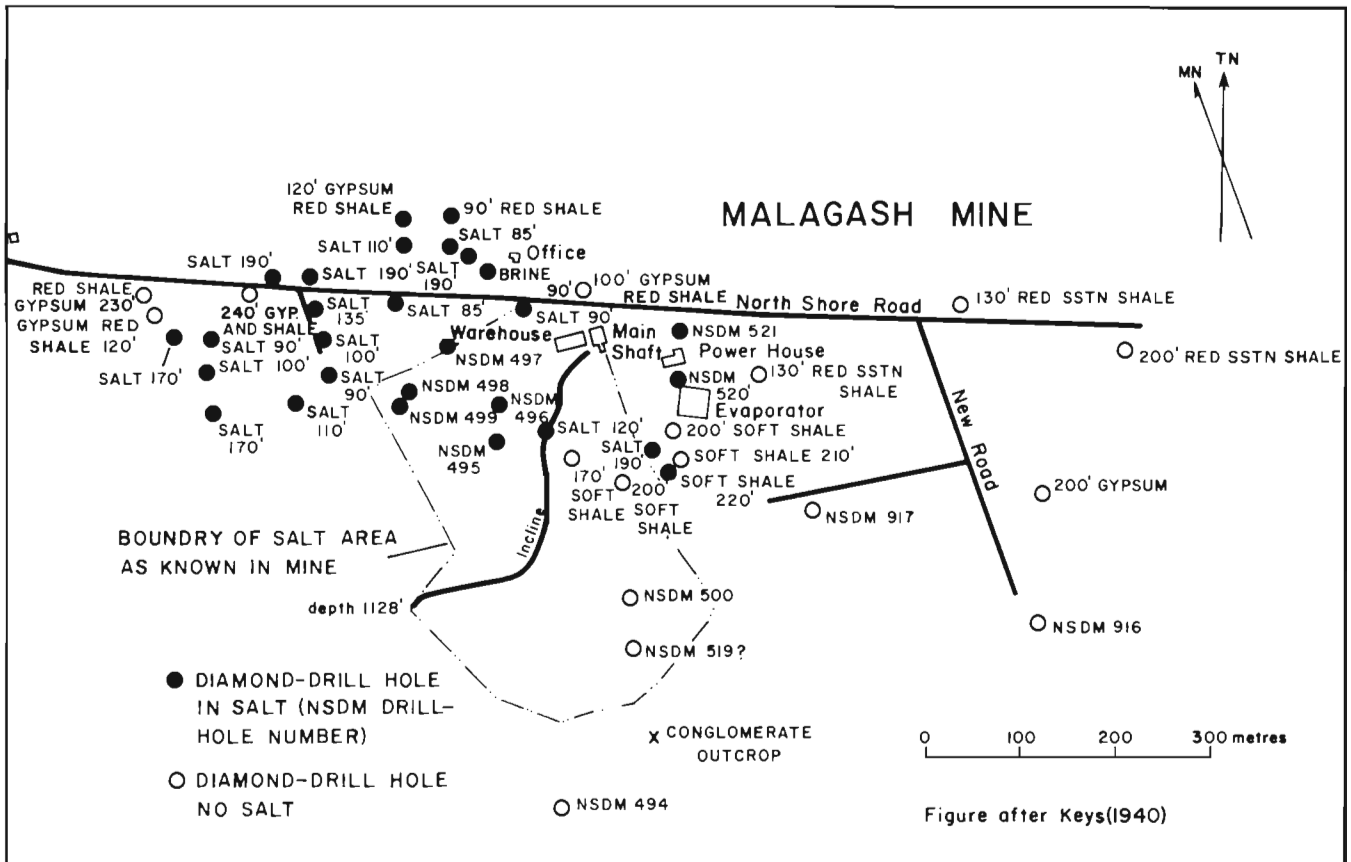 TN
MN
MALAGASH MINE
120' GYPSUM
RED SHALE
90' RED SHALE
SALT 85'
SALT 110'
Office
SALT 190'
SALT 190'
SALT
190'
BRINE
RED SHALE
GYPSUM 230'
GYPSUM RED
SHALE 120'
240' GYP.
AND SHALE
SALT
135'
SALT 85'
90'
100' GYPSUM
RED SHALE
North Shore Road
130' RED SSTN SHALE
SALT 90'
Warehouse
Main
Shaft
NSDM 521
Power House
200' RED SSTN SHALE
SALT 170'
SALT 90'
SALT 100'
SALT
100'
NSDM 497
SALT
90'
NSDM 498
NSDM
520'
130' RED SSTN
SHALE
SALT
170'
SALT
110'
NSDM 499
NSDM
496
Evaporator
SALT 120'
200' SOFT SHALE
NSDM
495
SALT
190'
SOFT SHALE 210'
170'
SOFT
SHALE
200'
SOFT
SHALE
SOFT SHALE
220'
New Road
200' GYPSUM
NSDM 917
BOUNDRY OF SALT AREA
AS KNOWN IN MINE
Incline
depth 1128'
NSDM 500
NSDM 916
NSDM 519?
DIAMOND-DRILL HOLE
IN SALT (NSDM DRILL-
HOLE NUMBER)
X CONGLOMERATE
OUTCROP
0 100 200 300 metres
DIAMOND-DRILL HOLE
NO SALT
NSDM 494
Figure after Keys(1940)